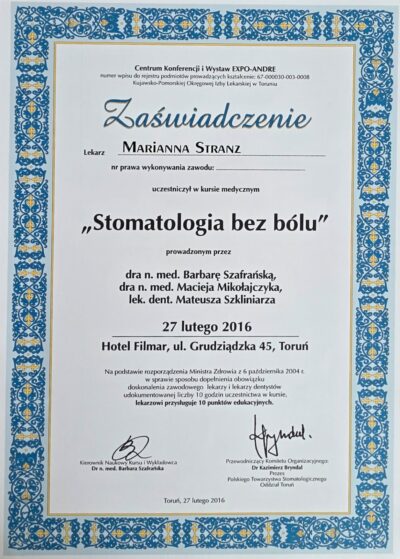 Centrum Konferencji i Wystaw EXPO-ANDRE
numer wpisu do rejestru podmiotów prowadzących kształcenie: 67-000030-003-0008
Kujawsko-Pomorskiej Okręgowej Izby Lekarskiej w Toruniu
Zaświadczenie
Lekarz MARIANNA STRANZ
nr prawa wykonywania zawodu:
uczestniczył w kursie medycznym
„Stomatologia bez bólu”
prowadzonym przez
dra n. med. Barbarę Szafrańską,
dra n. med. Macieja Mikołajczyka,
lek. dent. Mateusza Szkliniarza
27 lutego 2016
Hotel Filmar, ul. Grudziądzka 45, Toruń
Na podstawie rozporządzenia Ministra Zdrowia z 6 października 2004 r.
w sprawie sposobu dopełnienia obowiązku
doskonalenia zawodowego lekarzy i lekarzy dentystów
udokumentowanej liczby 10 godzin uczestnictwa w kursie,
lekarzowi przysługuje 10 punktów edukacyjnych.
Kierownik Naukowy Kursu i Wykładowca
Dr n. med. Barbara Szafrańska
Przewodniczący Komitetu Organizacyjnego:
Dr Kazimierz Bryndal
Prezes
Polskiego Towarzystwa Stomatologicznego
Oddział Toruń
Toruń, 27 lutego 2016